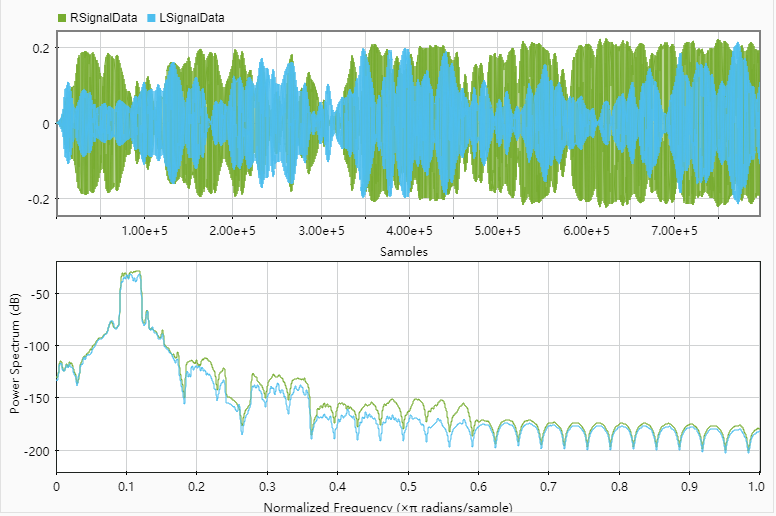 RSignalData LSignalData
0.2
0
-0.2
1.00e+5 2.00e+5 3.00e+5 4.00e+5 5.00e+5 6.00e+5 7.00e+5
Samples
Power Spectrum (dB)
-50
-100
-150
-200
0 0.1 0.2 0.3 0.4 0.5 0.6 0.7 0.8 0.9 1.0
Normalized Frequency (×π radians/sample)